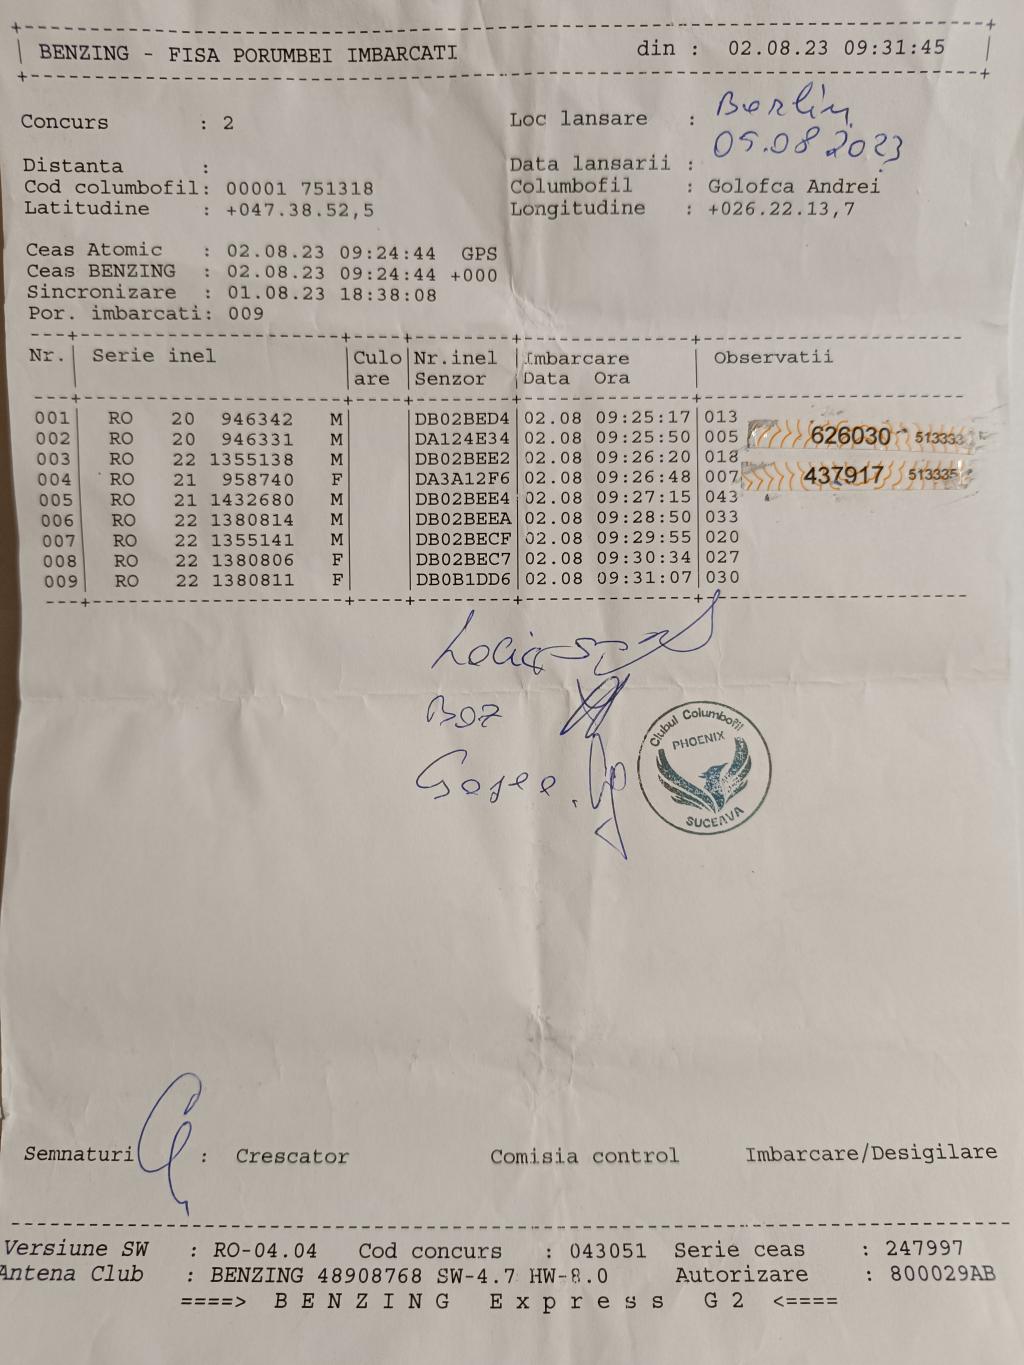 BENZING - FISA PORUMBEI IMBARCATI din : 02.08.23 09:31:45
Concurs : 2 Loc lansare : Berlin
Distanta : Data lansarii : 05.08.2023
Cod columbofil: 00001 751318 Columbofil : Golofca Andrei
Latitudine : +047.38.52,5 Longitudine : +026.22.13,7
Ceas Atomic : 02.08.23 09:24:44 GPS
Ceas BENZING : 02.08.23 09:24:44 +000
Sincronizare : 01.08.23 18:38:08
Por. imbarcati: 009
Nr. Serie inel Culo Nr.inel Imbarcare Observatii
are Senzor Data Ora
001 RO 20 946342 M DB02BED4 02.08 09:25:17 013
002 RO 20 946331 M DA124E34 02.08 09:25:50 005 626030 513333
003 RO 22 1355138 M DB02BEE2 02.08 09:26:20 018
004 RO 21 958740 F DA3A12F6 02.08 09:26:48 007 437917 513335
005 RO 21 1432680 M DB02BEE4 02.08 09:27:15 043
006 RO 22 1380814 M DB02BEEA 02.08 09:28:50 033
007 RO 22 1355141 M DB02BECF 02.08 09:29:55 020
008 RO 22 1380806 F DB02BEC7 02.08 09:30:34 027
009 RO 22 1380811 F DB0B1DD6 02.08 09:31:07 030
Boz
Clubul Columbofil
PHOENIX
SUCEAVA
Semnaturi : Crescator Comisia control Imbarcare/Desigilare
Versiune SW : RO-04.04 Cod concurs : 043051 Serie ceas : 247997
Antena Club : BENZING 48908768 SW-4.7 HW-8.0 Autorizare : 800029AB
====> B E N Z I N G E x p r e s s G 2 <====